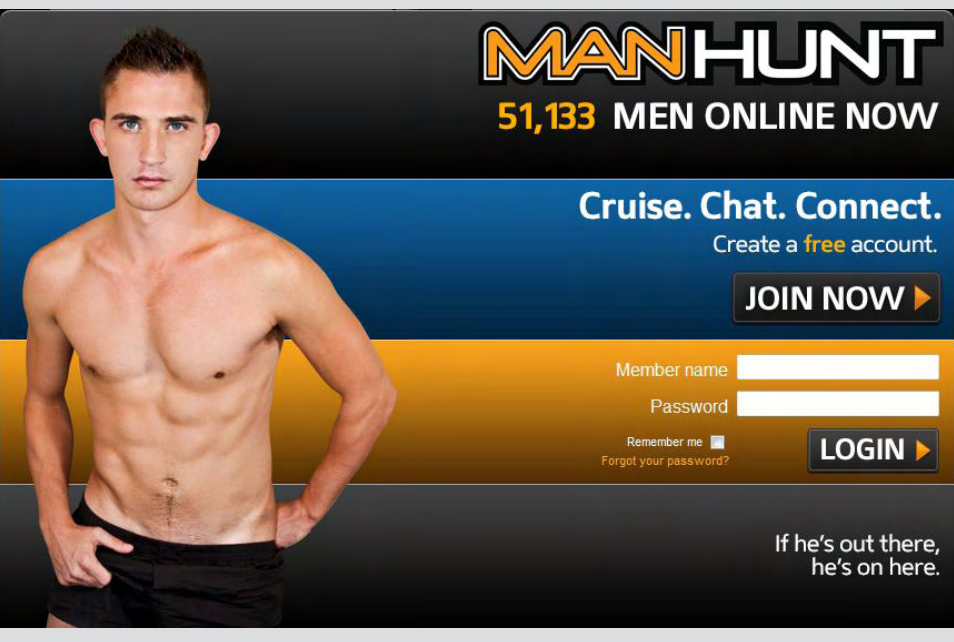 MANHUNT
51,133 MEN ONLINE NOW
Cruise. Chat. Connect.
Create a free account.
JOIN NOW
Member name
Password
Remember me
Forgot your password?
LOGIN
If he's out there,
he's on here.